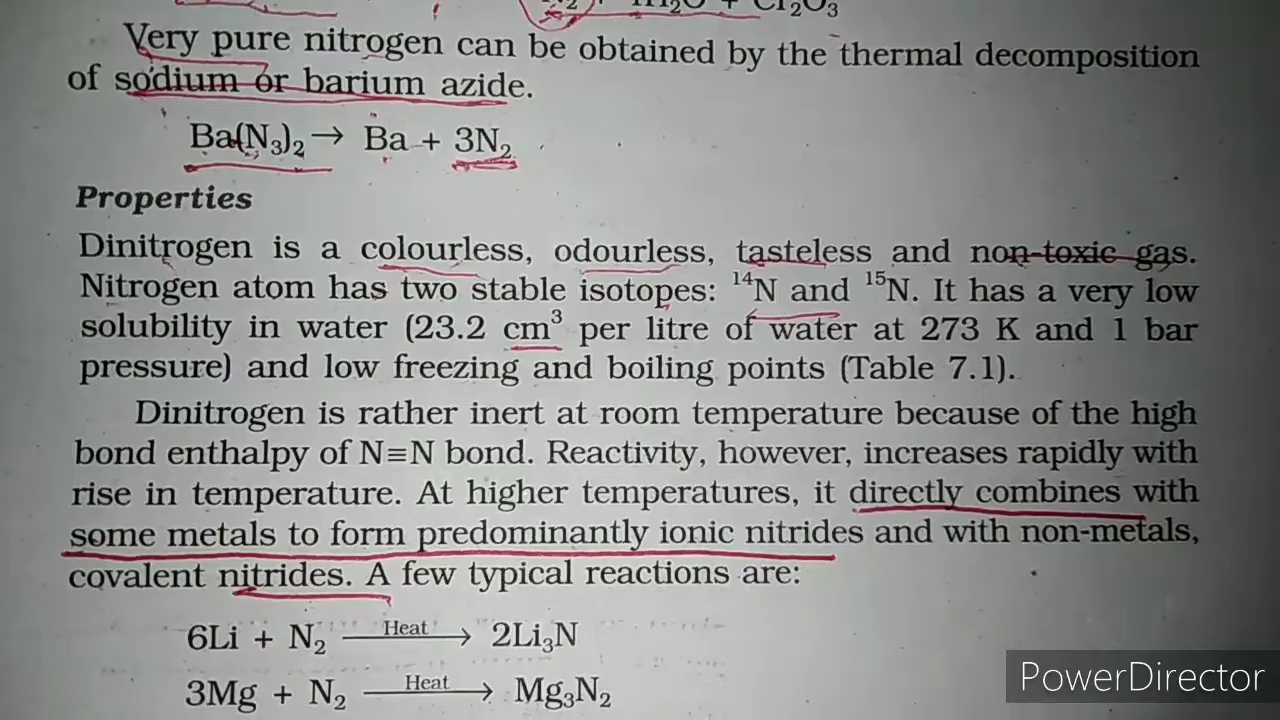 H₂O + Cr₂O₃
Very pure nitrogen can be obtained by the thermal decomposition
of sodium or barium azide.
Ba(N₃)₂ → Ba + 3N₂
Properties
Dinitrogen is a colourless, odourless, tasteless and non-toxic gas.
Nitrogen atom has two stable isotopes: ¹⁴N and ¹⁵N. It has a very low
solubility in water (23.2 cm³ per litre of water at 273 K and 1 bar
pressure) and low freezing and boiling points (Table 7.1).
Dinitrogen is rather inert at room temperature because of the high
bond enthalpy of N≡N bond. Reactivity, however, increases rapidly with
rise in temperature. At higher temperatures, it directly combines with
some metals to form predominantly ionic nitrides and with non-metals,
covalent nitrides. A few typical reactions are:
6Li + N₂ Heat → 2Li₃N
3Mg + N₂ Heat → Mg₃N₂
PowerDirector